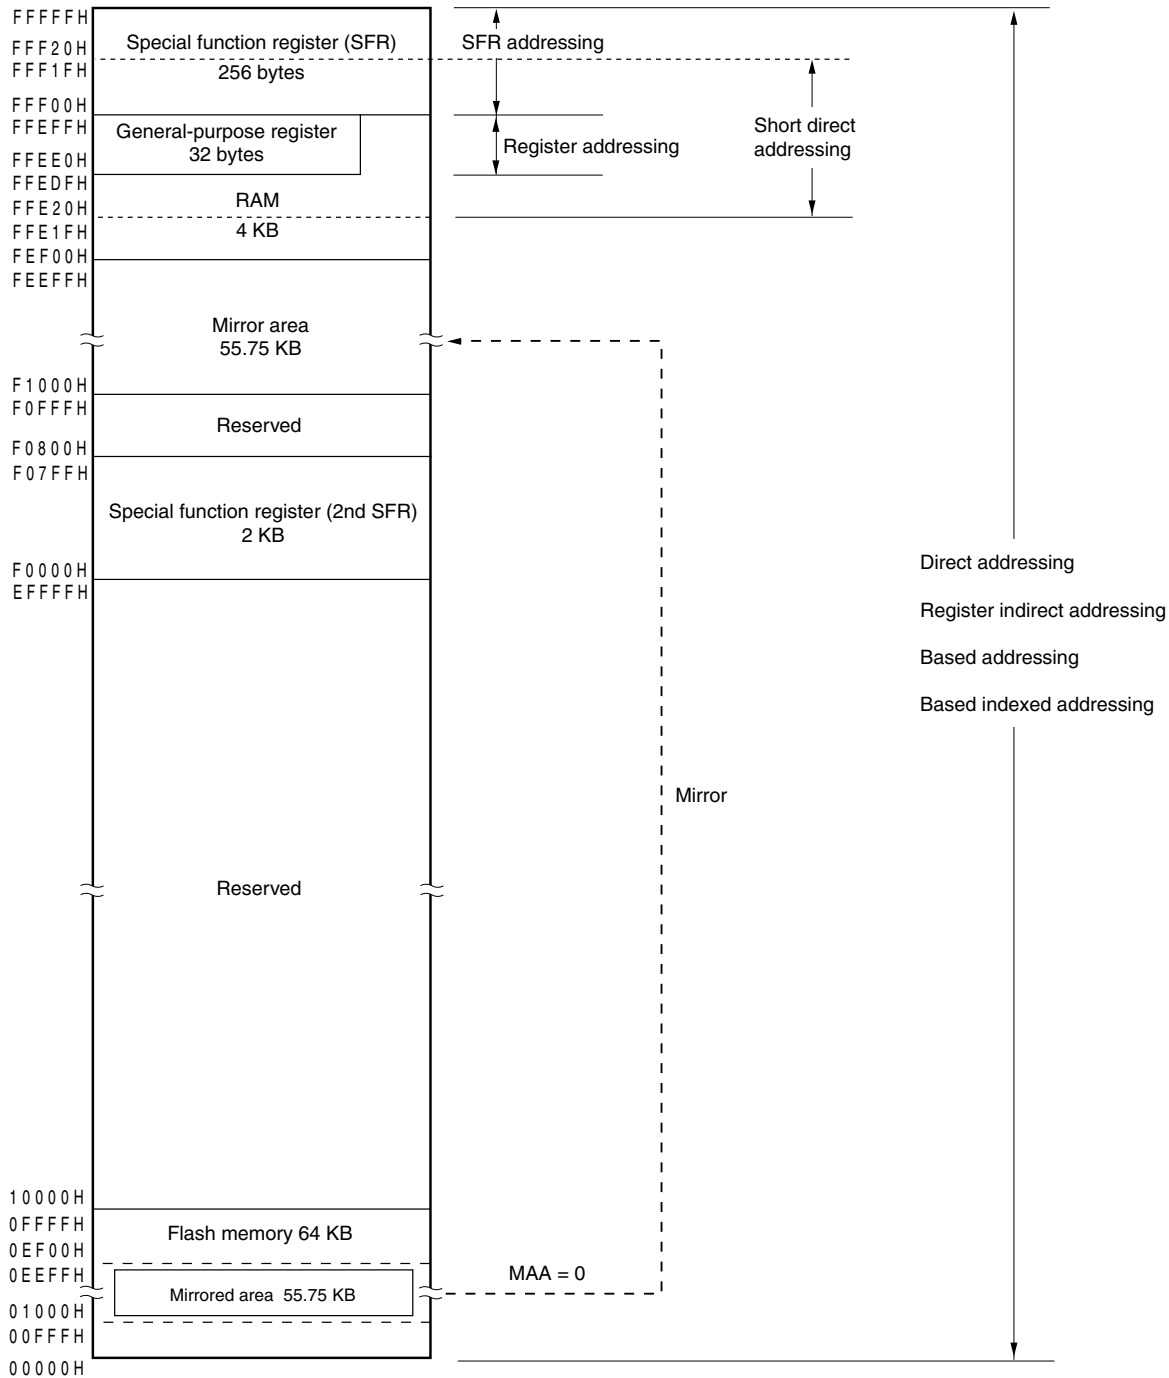 FFFFFH
Special function register (SFR)
SFR addressing
FFF20H
FFF1FH
256 bytes
FFF00H
FFEFFH
General-purpose register
32 bytes
Register addressing
Short direct
addressing
FFEE0H
FFEDFH
RAM
FFE20H
4 KB
FFE1FH
FEF00H
FEEFFH
Mirror area
55.75 KB
F1000H
F0FFFH
Reserved
F0800H
F07FFH
Special function register (2nd SFR)
2 KB
F0000H
EFFFFH
Direct addressing
Register indirect addressing
Based addressing
Based indexed addressing
Mirror
Reserved
10000H
0FFFFH
Flash memory 64 KB
0EF00H
0EEFFH
MAA = 0
Mirrored area 55.75 KB
01000H
00FFFH
00000H